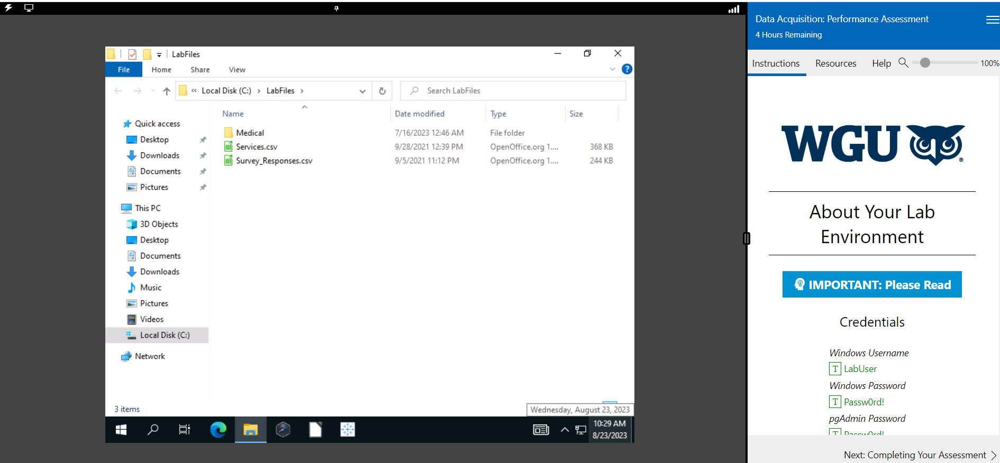 LabFiles
File Home Share View
« Local Disk (C:) › LabFiles ›
Search LabFiles
Name Date modified Type Size
Medical 7/16/2023 12:46 AM File folder
Services.csv 9/28/2021 12:39 PM OpenOffice.org 1.... 368 KB
Survey_Responses.csv 9/5/2021 11:12 PM OpenOffice.org 1.... 244 KB
Quick access
Desktop
Downloads
Documents
Pictures
This PC
3D Objects
Desktop
Documents
Downloads
Music
Pictures
Videos
Local Disk (C:)
Network
3 items
Wednesday, August 23, 2023
10:29 AM
8/23/2023
Data Acquisition: Performance Assessment
4 Hours Remaining
Instructions Resources Help 100%
WGU
About Your Lab
Environment
IMPORTANT: Please Read
Credentials
Windows Username
T LabUser
Windows Password
T Passw0rd!
pgAdmin Password
T Passw0rd!
Next: Completing Your Assessment